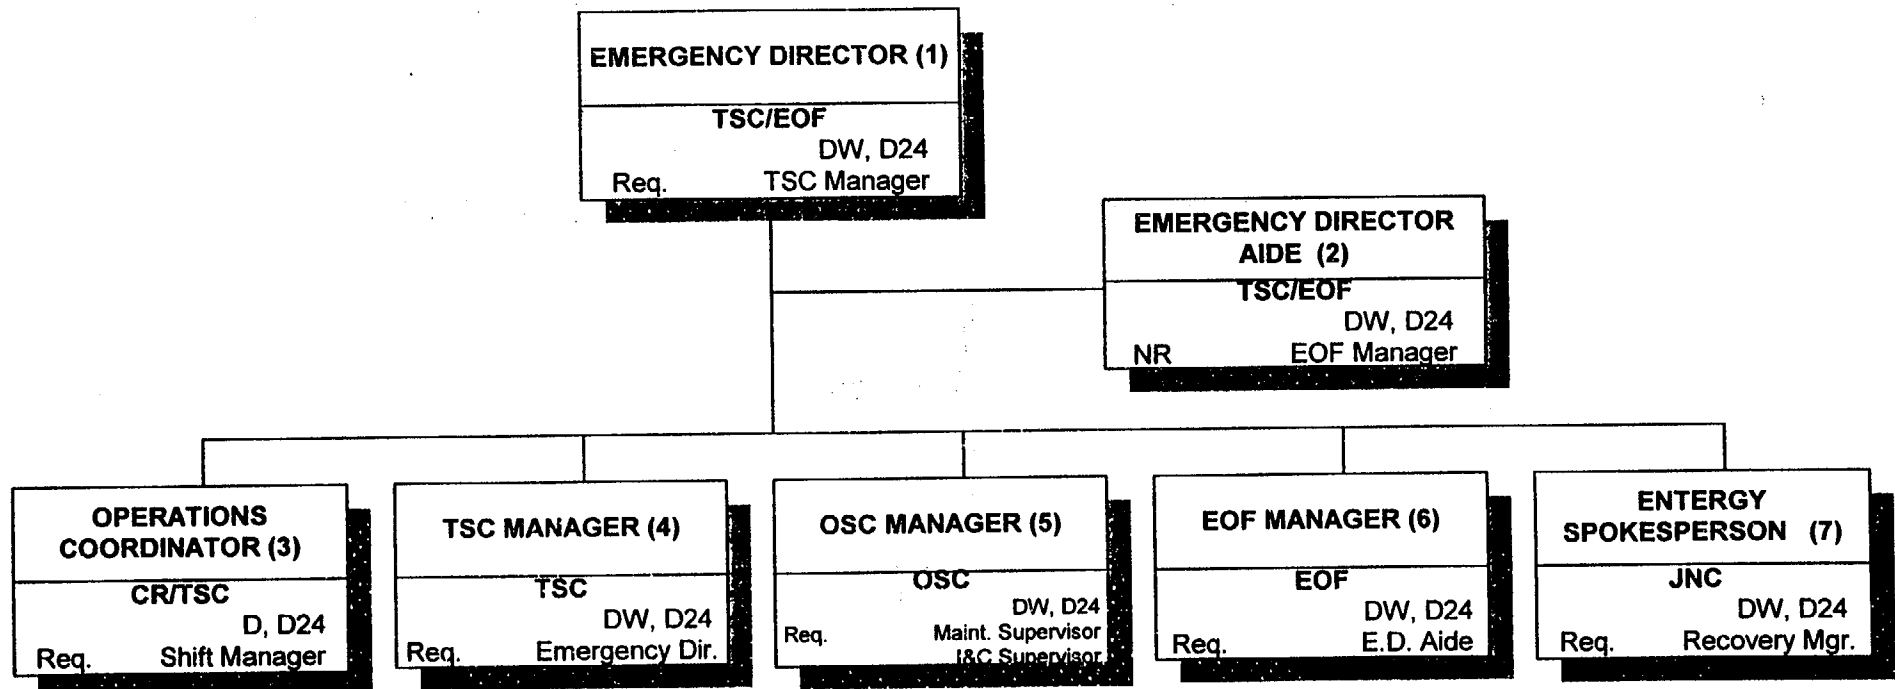 EMERGENCY DIRECTOR (1)
TSC/EOF
DW, D24
Req. TSC Manager
EMERGENCY DIRECTOR
AIDE (2)
TSC/EOF
DW, D24
NR EOF Manager
OPERATIONS
COORDINATOR (3)
CR/TSC
D, D24
Req. Shift Manager
TSC MANAGER (4)
TSC
DW, D24
Req. Emergency Dir.
OSC MANAGER (5)
OSC
DW, D24
Req. Maint. Supervisor
I&C Supervisor
EOF MANAGER (6)
EOF
DW, D24
Req. E.D. Aide
ENTERGY
SPOKESPERSON (7)
JNC
DW, D24
Req. Recovery Mgr.